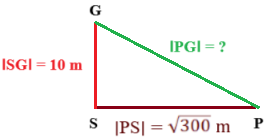 G
|SG| = 10 m
|PG| = ?
S
|PS| = √300 m
P